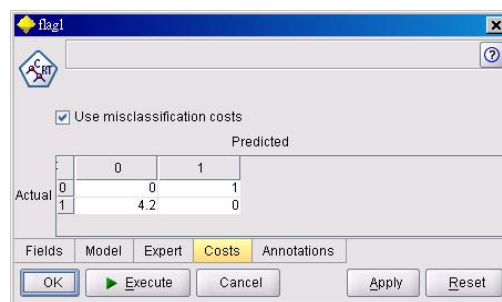 flag1
C&RT
Use misclassification costs
Predicted
0 1
Actual
0 0 1
1 4.2 0
Fields Model Expert Costs Annotations
OK Execute Cancel Apply Reset